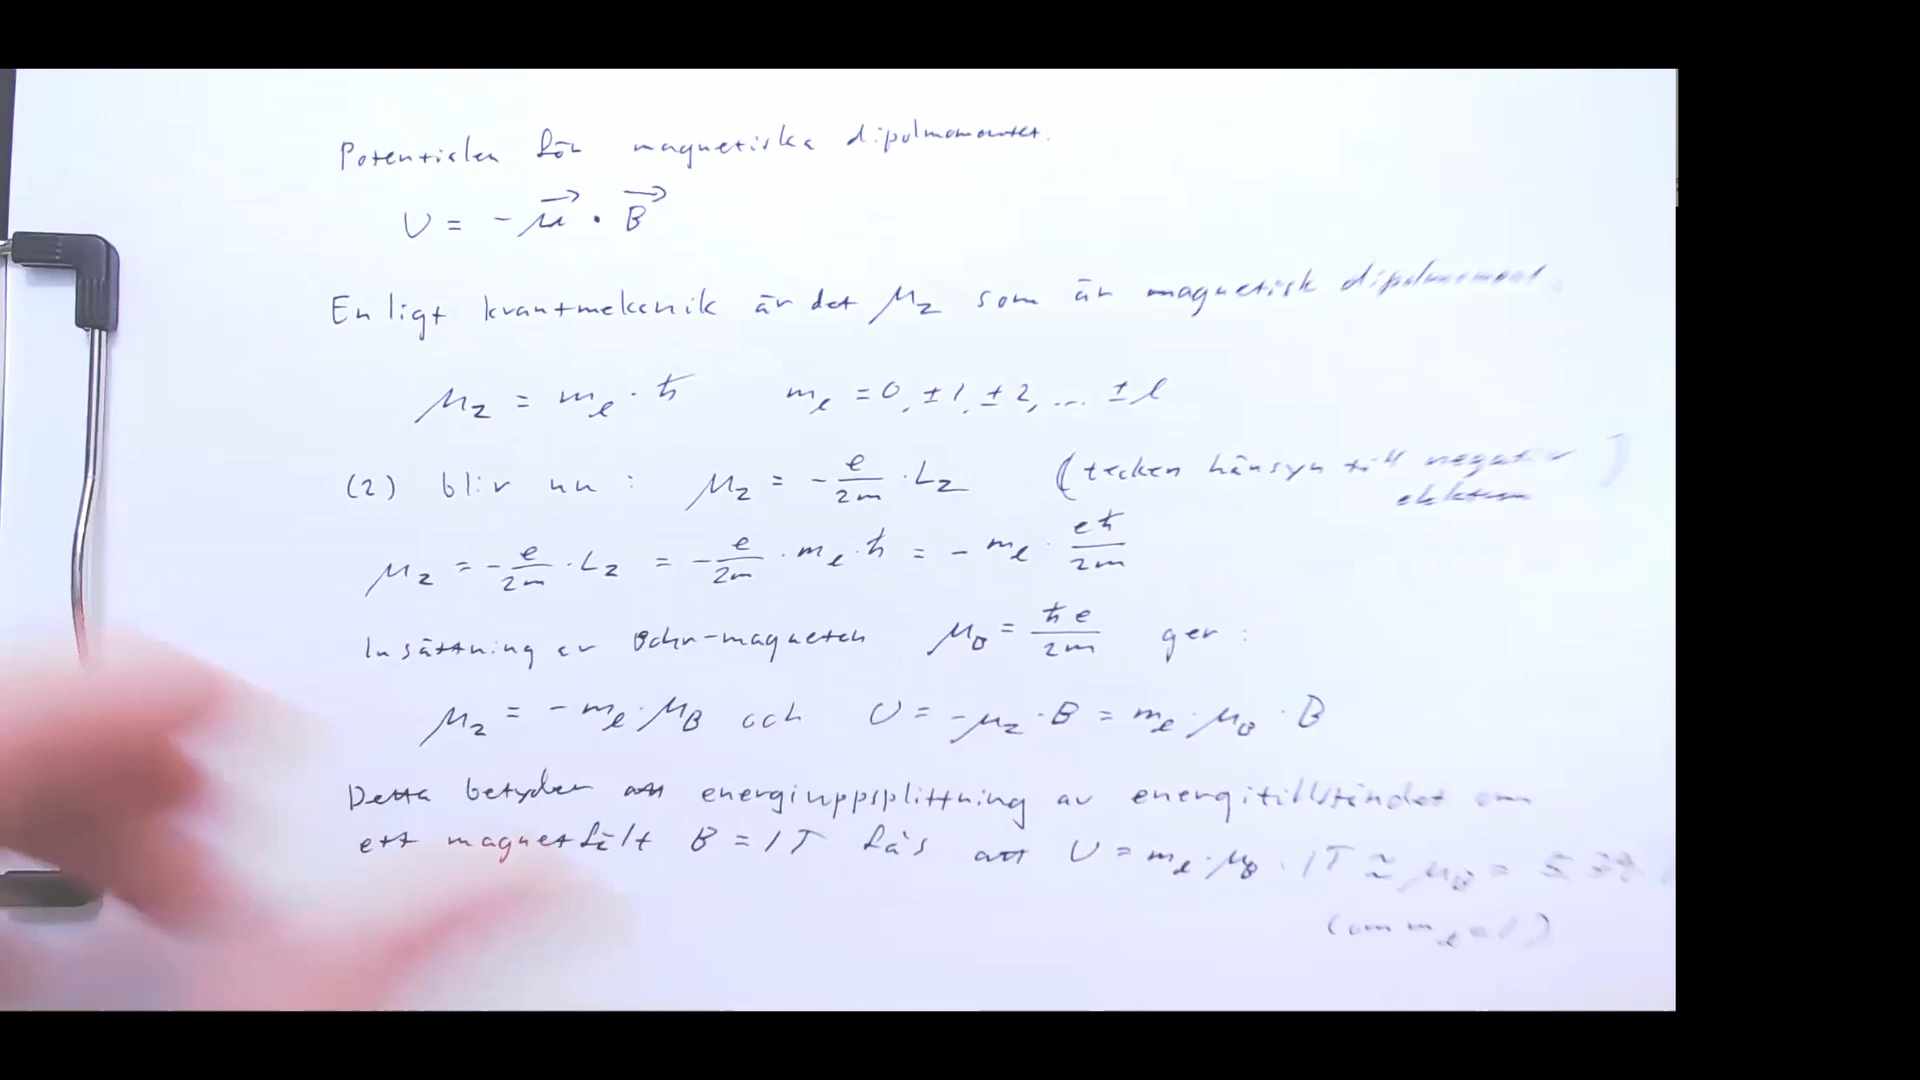 Potentialen för magnetiska dipolmomentet.
U = - μ⃗ · B⃗
Enligt kvantmekanik är det μz som är magnetisk dipolmoment.
μz = mℓ · ħ mℓ = 0, ±1, ±2, ... ±ℓ
(2) blir nu : μz = - e/2m · Lz (tecken hänsyn till negativ
elektron
μz = - e/2m · Lz = - e/2m · mℓ · ħ = - mℓ · eħ/2m
Insättning av Bohr-magneten μB = ħe/2m ger :
μz = - mℓ · μB och U = - μz · B = mℓ · μB · B
Detta betyder att energiuppsplittning av energitillståndet om
ett magnetfält B = 1T fås att U = mℓ · μB · 1T ≈ μB =
(om mℓ = 1)